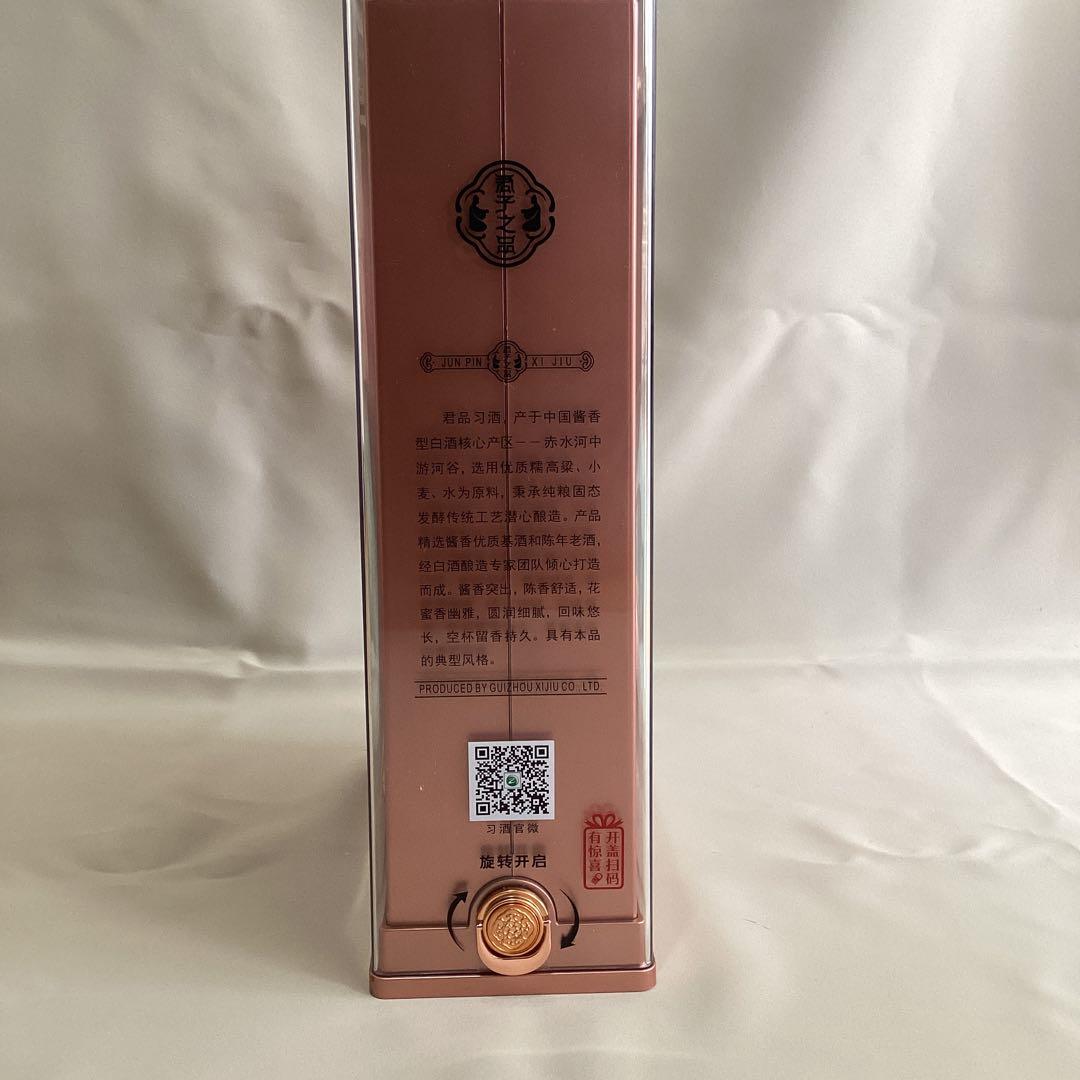 君子之品
JUN PIN 君子之品 XI JIU
君品习酒，产于中国酱香
型白酒核心产区——赤水河中
游河谷，选用优质糯高粱、小
麦、水为原料，秉承纯粮固态
发酵传统工艺潜心酿造。产品
精选酱香优质基酒和陈年老酒，
经白酒酿造专家团队倾心打造
而成。酱香突出，陈香舒适，花
蜜香幽雅，圆润细腻，回味悠
长，空杯留香持久。具有本品
的典型风格。
PRODUCED BY GUIZHOU XIJIU CO.,LTD.
习酒官微
旋转开启
开盖扫码
有惊喜